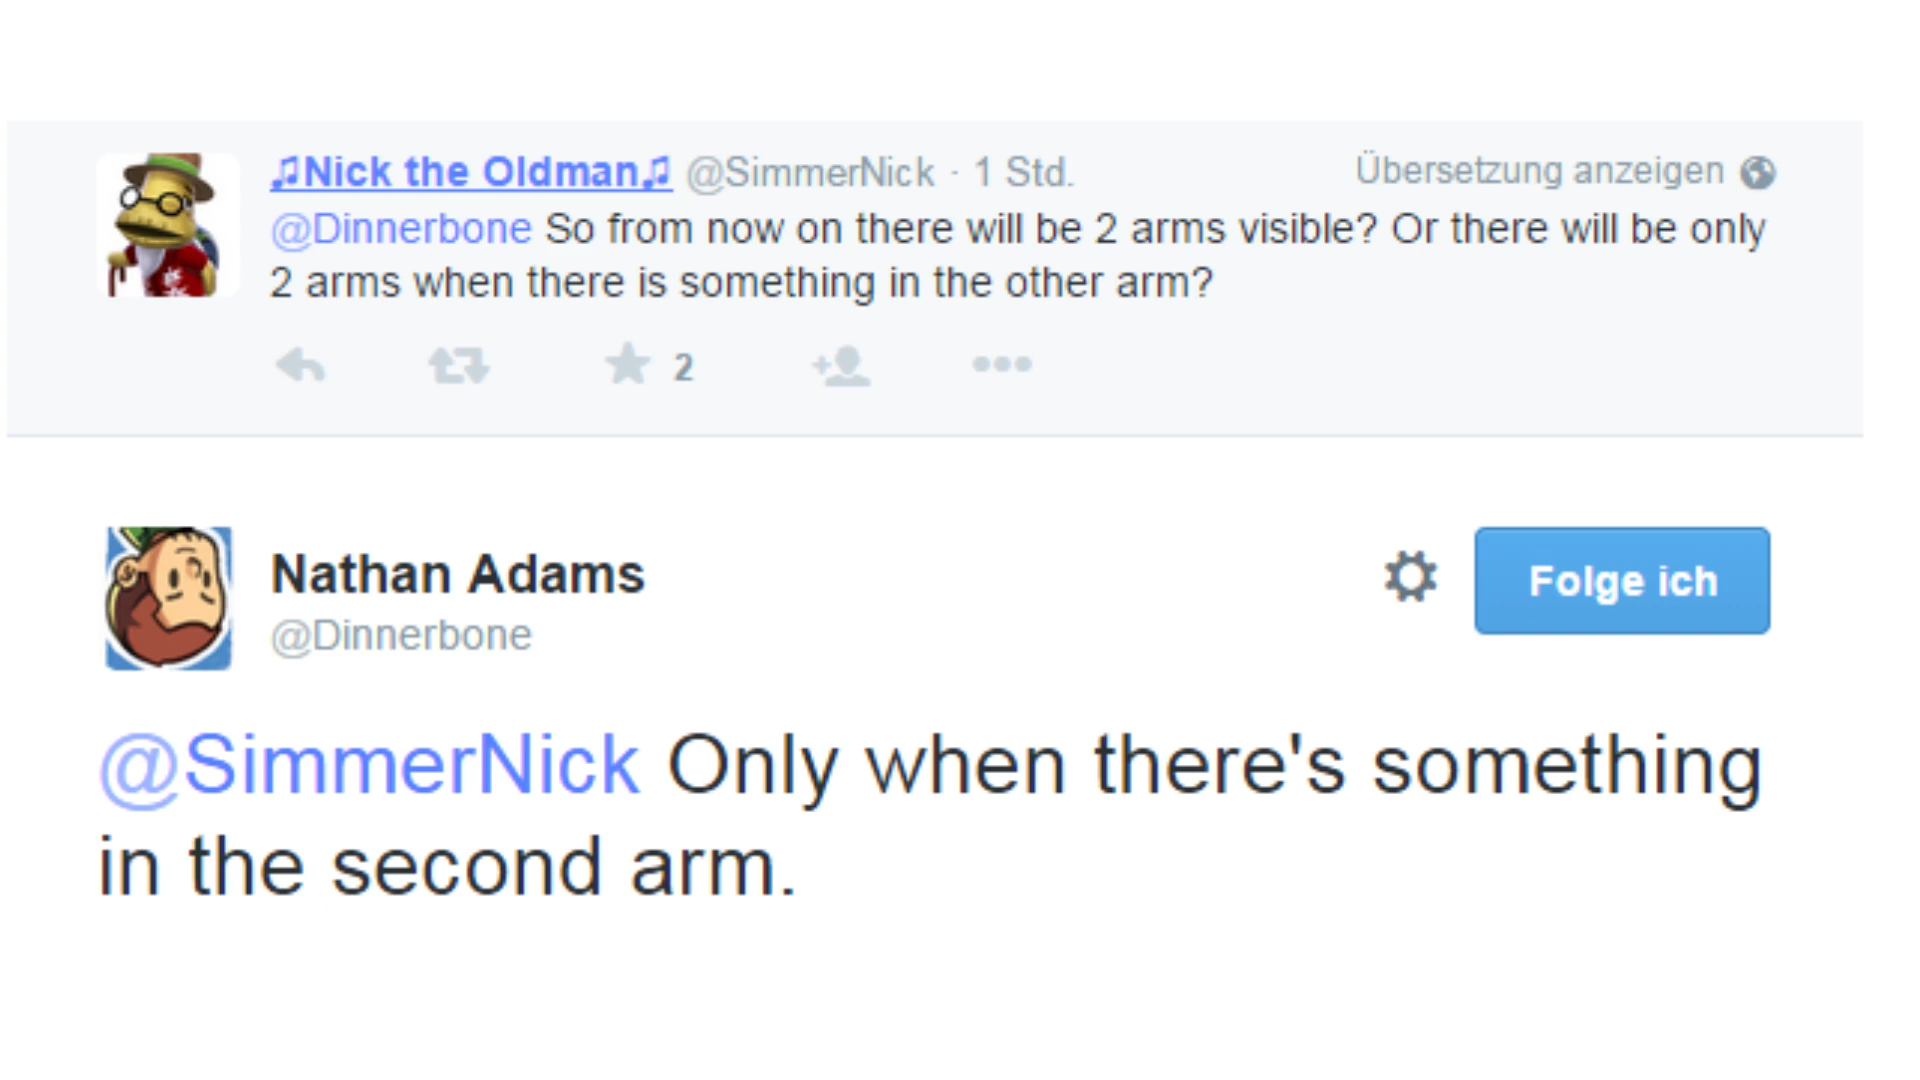 ♫Nick the Oldman♫ @SimmerNick · 1 Std. Übersetzung anzeigen
@Dinnerbone So from now on there will be 2 arms visible? Or there will be only
2 arms when there is something in the other arm?
2
Nathan Adams
@Dinnerbone
Folge ich
@SimmerNick Only when there's something
in the second arm.